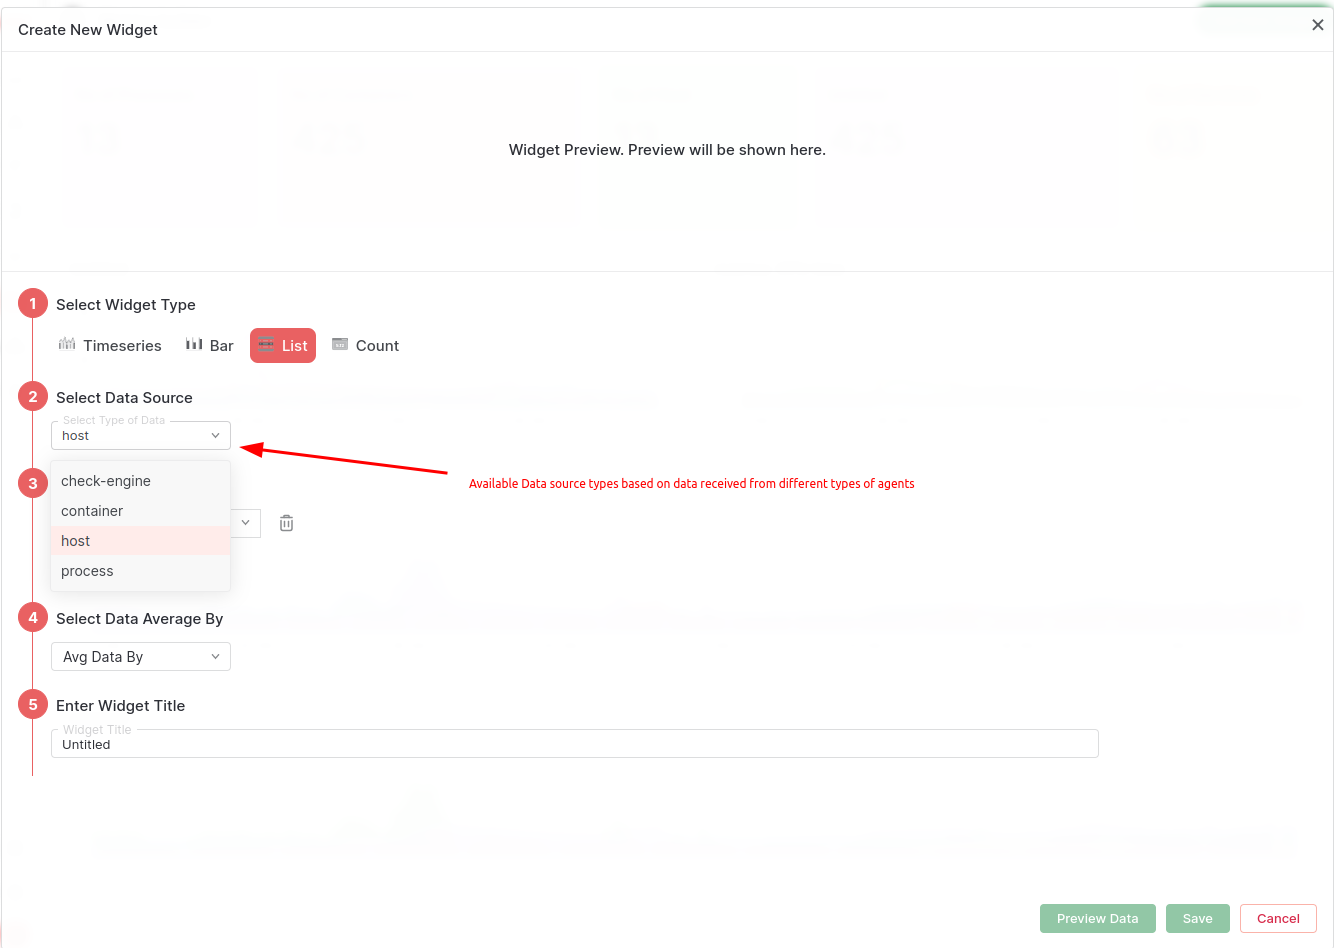 Create New Widget
Widget Preview. Preview will be shown here.
1 Select Widget Type
Timeseries Bar List Count
2 Select Data Source
Select Type of Data
host
Available Data source types based on data received from different types of agents
3
check-engine
container
host
process
4 Select Data Average By
Avg Data By
5 Enter Widget Title
Widget Title
Untitled
Preview Data Save Cancel